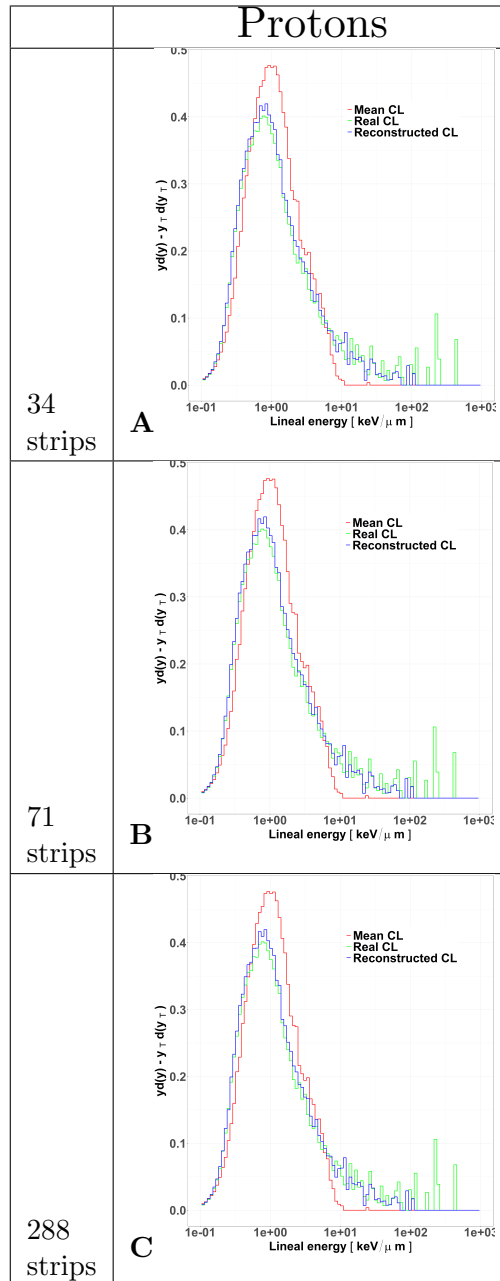 Protons
34
strips
A
0.5
0.4
0.3
0.2
0.1
0.0
yd(y) - y τ d(y τ)
Mean CL
Real CL
Reconstructed CL
1e-01 1e+00 1e+01 1e+02 1e+03
Lineal energy [ keV/μ m ]
71
strips
B
0.5
0.4
0.3
0.2
0.1
0.0
yd(y) - y τ d(y τ)
Mean CL
Real CL
Reconstructed CL
1e-01 1e+00 1e+01 1e+02 1e+03
Lineal energy [ keV/μ m ]
288
strips
C
0.5
0.4
0.3
0.2
0.1
0.0
yd(y) - y τ d(y τ)
Mean CL
Real CL
Reconstructed CL
1e-01 1e+00 1e+01 1e+02 1e+03
Lineal energy [ keV/μ m ]